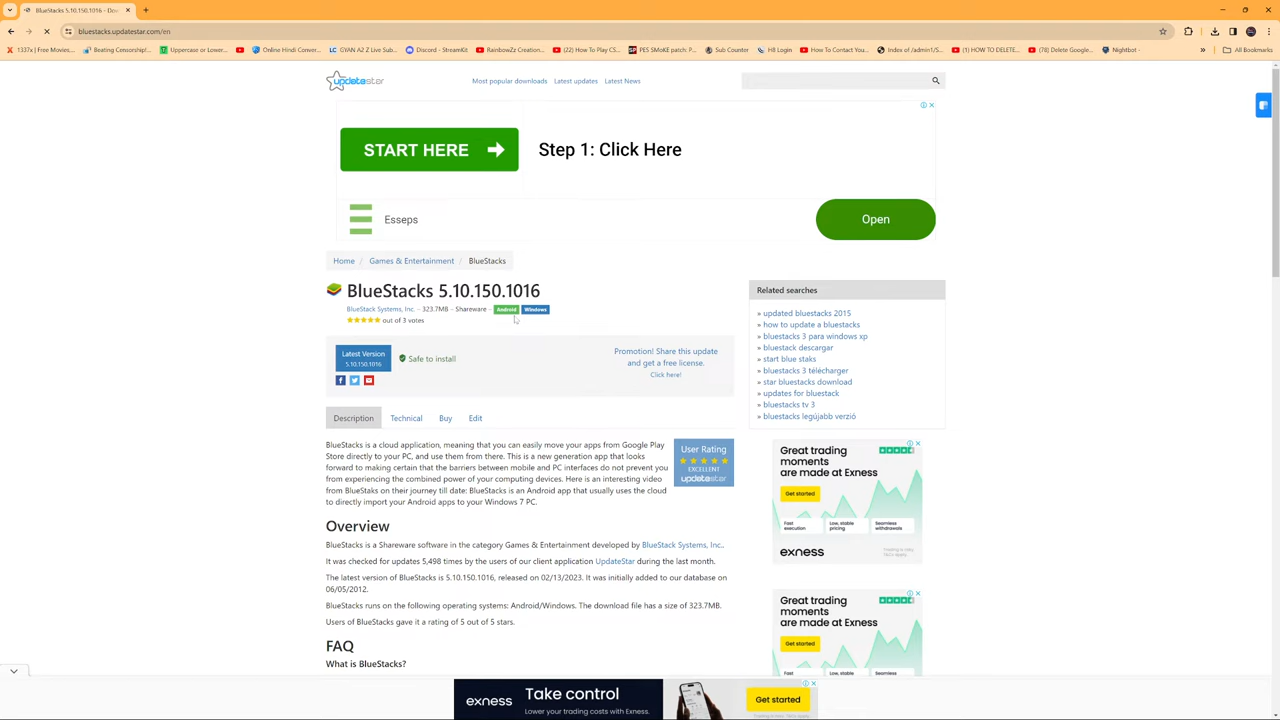 BlueStacks 5.10.150.1016 - Dow
bluestacks.updatestar.com/en
1337x | Free Movies... Beating Censorship!... Uppercase or Lower... Online Hindi Conver... GYAN A2 Z Live Sub... Discord - StreamKit RainbowZz Creation... (22) How To Play CS... PES SMoKE patch: P... Sub Counter H8 Login How To Contact You... Index of /admin1/S... (1) HOW TO DELETE... (78) Delete Google... Nightbot - All Bookmarks
updatestar Most popular downloads Latest updates Latest News
START HERE Step 1: Click Here
Esseps Open
Home / Games & Entertainment / BlueStacks
BlueStacks 5.10.150.1016
BlueStack Systems, Inc. - 323.7MB - Shareware - Android Windows
out of 3 votes
Latest Version
5.10.150.1016
Safe to install
Promotion! Share this update
and get a free license.
Click here!
Description Technical Buy Edit
BlueStacks is a cloud application, meaning that you can easily move your apps from Google Play
Store directly to your PC, and use them from there. This is a new generation app that looks
forward to making certain that the barriers between mobile and PC interfaces do not prevent you
from experiencing the combined power of your computing devices. Here is an interesting video
from BlueStaks on their journey till date: BlueStacks is an Android app that usually uses the cloud
to directly import your Android apps to your Windows 7 PC.
User Rating
EXCELLENT
updatestar
Overview
BlueStacks is a Shareware software in the category Games & Entertainment developed by BlueStack Systems, Inc..
It was checked for updates 5,498 times by the users of our client application UpdateStar during the last month.
The latest version of BlueStacks is 5.10.150.1016, released on 02/13/2023. It was initially added to our database on
06/05/2012.
BlueStacks runs on the following operating systems: Android/Windows. The download file has a size of 323.7MB.
Users of BlueStacks gave it a rating of 5 out of 5 stars.
FAQ
What is BlueStacks?
Related searches
» updated bluestacks 2015
» how to update a bluestacks
» bluestacks 3 para windows xp
» bluestack descargar
» start blue staks
» bluestacks 3 télécharger
» star bluestacks download
» updates for bluestack
» bluestacks tv 3
» bluestacks legújabb verzió
Great trading
moments
are made at Exness
Get started
Fast
execution
Low, stable
pricing
Seamless
withdrawals
exness
Great trading
moments
are made at Exness
Get started
Fast
Low, stable
Seamless
exness Take control
Lower your trading costs with Exness.
Get started